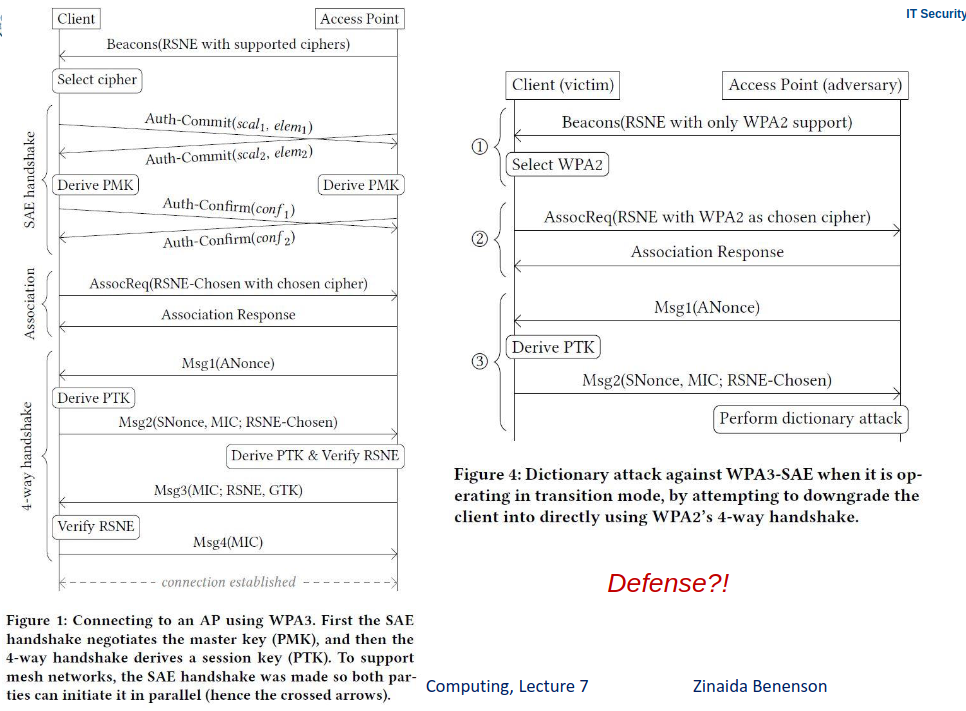 IT Security
Client
Access Point
Beacons(RSNE with supported ciphers)
Select cipher
SAE handshake
Auth-Commit(scal1, elem1)
Auth-Commit(scal2, elem2)
Derive PMK
Derive PMK
Auth-Confirm(conf1)
Auth-Confirm(conf2)
Association
AssocReq(RSNE-Chosen with chosen cipher)
Association Response
4-way handshake
Msg1(ANonce)
Derive PTK
Msg2(SNonce, MIC; RSNE-Chosen)
Derive PTK & Verify RSNE
Msg3(MIC; RSNE, GTK)
Verify RSNE
Msg4(MIC)
connection established
Figure 1: Connecting to an AP using WPA3. First the SAE
handshake negotiates the master key (PMK), and then the
4-way handshake derives a session key (PTK). To support
mesh networks, the SAE handshake was made so both par-
ties can initiate it in parallel (hence the crossed arrows).
Client (victim)
Access Point (adversary)
①
Beacons(RSNE with only WPA2 support)
Select WPA2
②
AssocReq(RSNE with WPA2 as chosen cipher)
Association Response
③
Msg1(ANonce)
Derive PTK
Msg2(SNonce, MIC; RSNE-Chosen)
Perform dictionary attack
Figure 4: Dictionary attack against WPA3-SAE when it is op-
erating in transition mode, by attempting to downgrade the
client into directly using WPA2's 4-way handshake.
Defense?!
Computing, Lecture 7
Zinaida Benenson